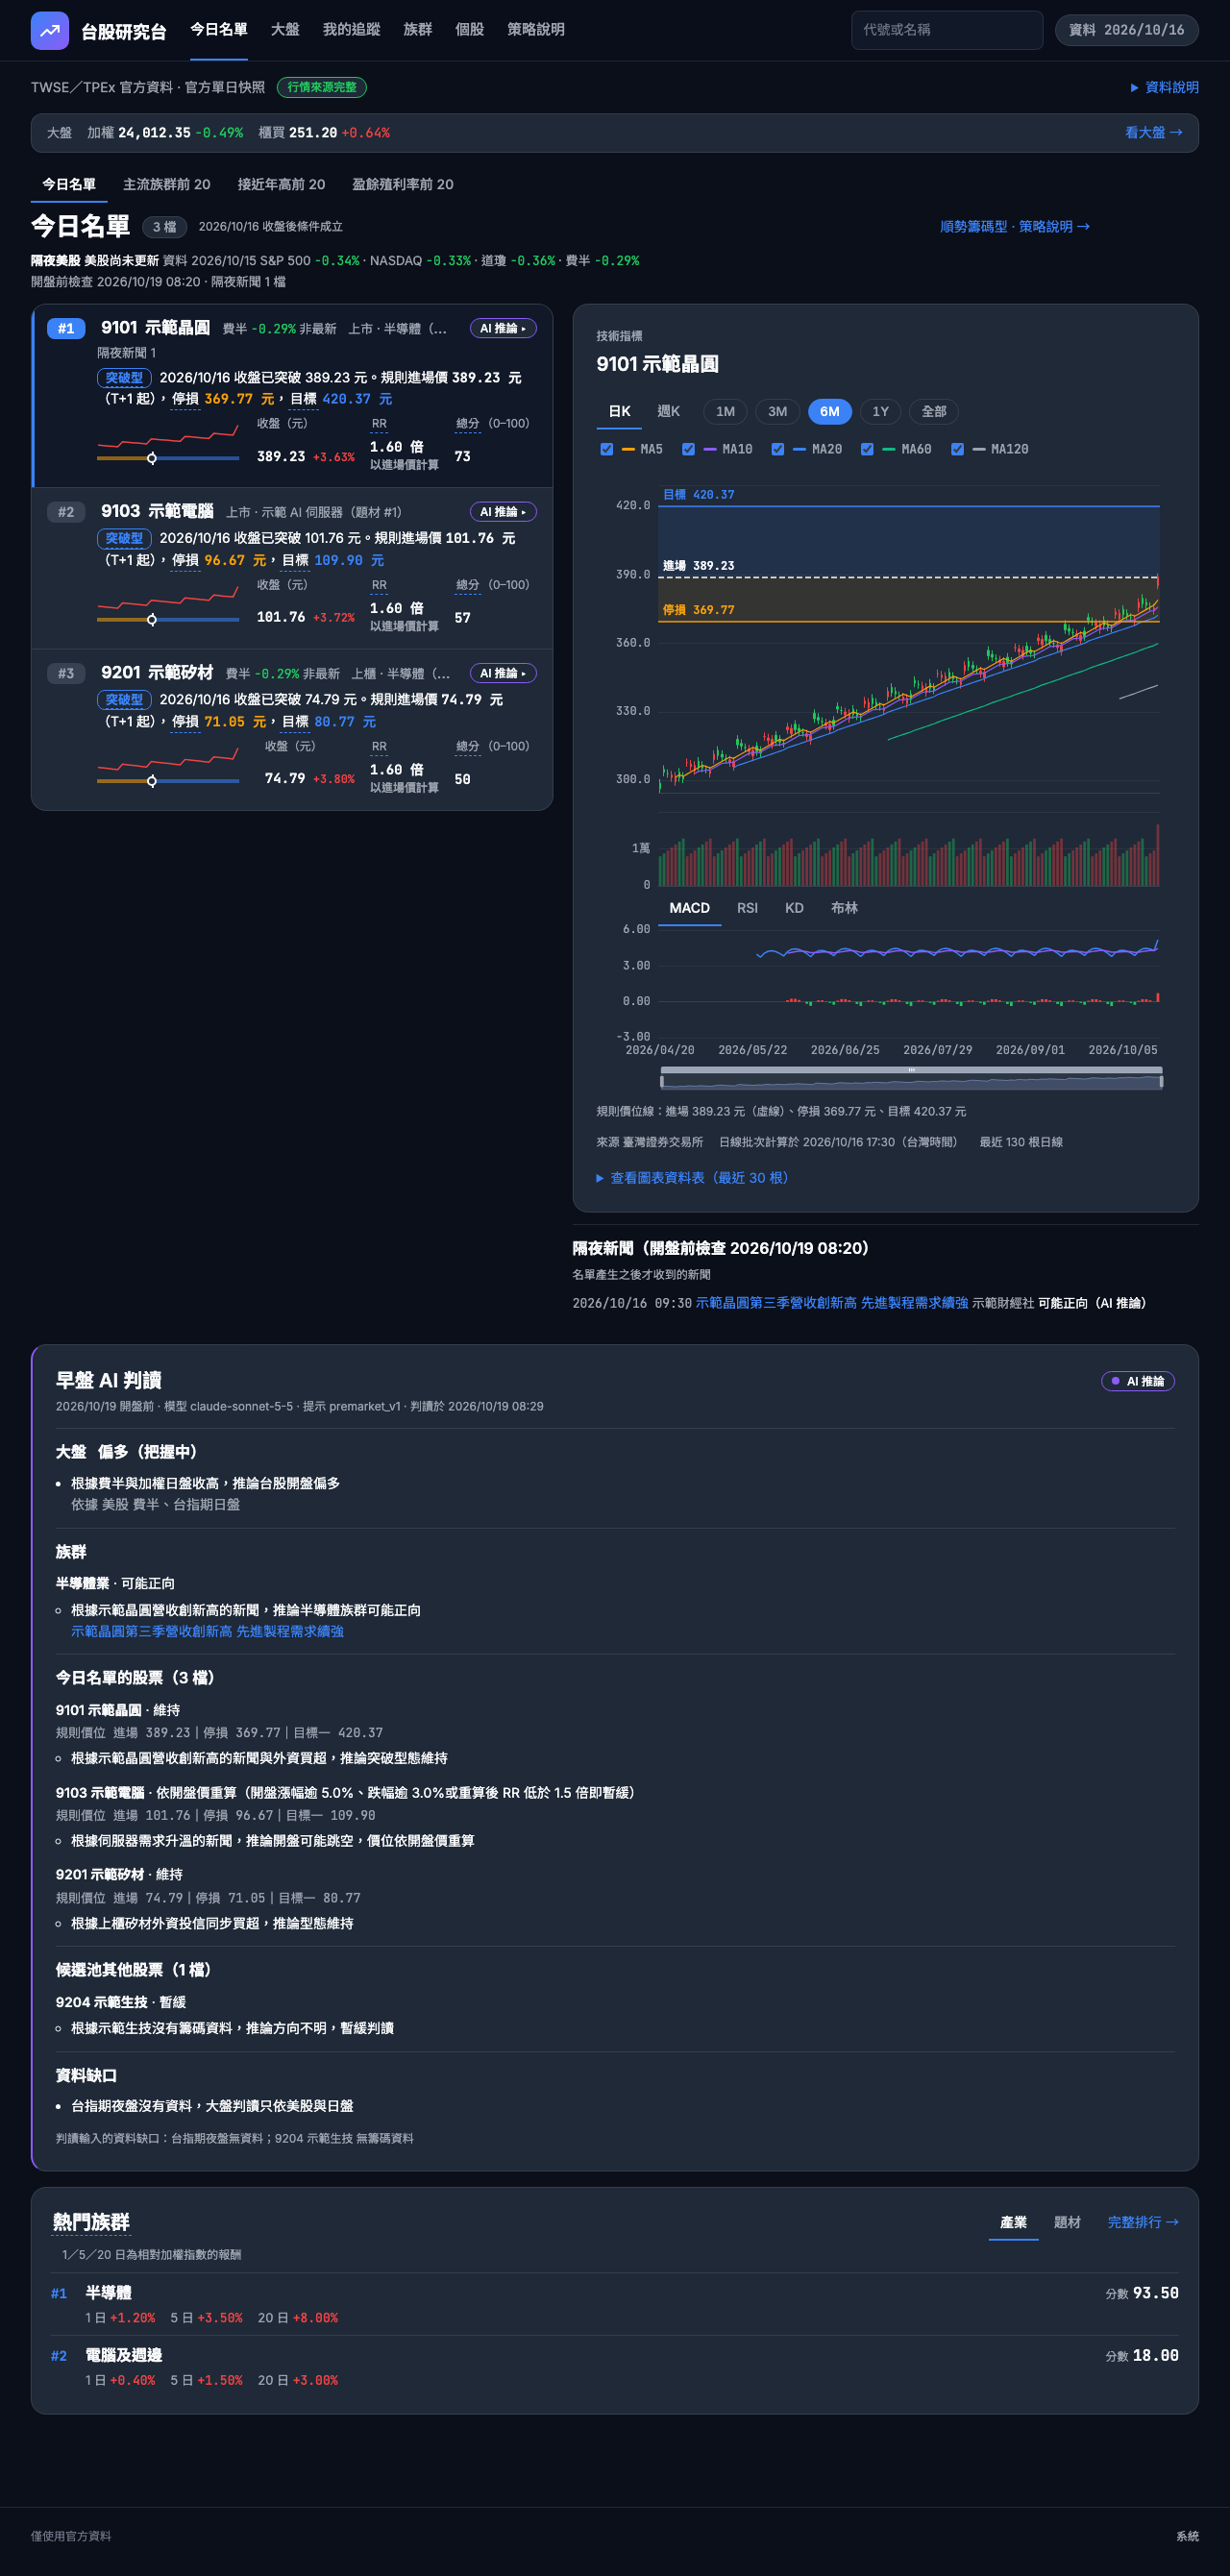 台股研究台 今日名單 大盤 我的追蹤 族群 個股 策略說明 代號或名稱 資料 2026/10/16
TWSE／TPEx 官方資料 · 官方單日快照 行情來源完整 ▶ 資料說明
大盤 加權 24,012.35 -0.49% 櫃買 251.20 +0.64% 看大盤 →
今日名單 主流族群前 20 接近年高前 20 盈餘殖利率前 20
今日名單 3 檔 2026/10/16 收盤後條件成立 順勢籌碼型 · 策略說明 →
隔夜美股 美股尚未更新 資料 2026/10/15 S&P 500 -0.34% · NASDAQ -0.33% · 道瓊 -0.36% · 費半 -0.29%
開盤前檢查 2026/10/19 08:20 · 隔夜新聞 1 檔
#1 9101 示範晶圓 費半 -0.29% 非最新 上市 · 半導體（... AI 推論 ▸
隔夜新聞 1
突破型 2026/10/16 收盤已突破 389.23 元。規則進場價 389.23 元
（T+1 起），停損 369.77 元，目標 420.37 元
收盤（元） RR 總分（0–100）
389.23 +3.63% 1.60 倍 73
以進場價計算
#2 9103 示範電腦 上市 · 示範 AI 伺服器（題材 #1） AI 推論 ▸
突破型 2026/10/16 收盤已突破 101.76 元。規則進場價 101.76 元
（T+1 起），停損 96.67 元，目標 109.90 元
收盤（元） RR 總分（0–100）
101.76 +3.72% 1.60 倍 57
以進場價計算
#3 9201 示範矽材 費半 -0.29% 非最新 上櫃 · 半導體（... AI 推論 ▸
突破型 2026/10/16 收盤已突破 74.79 元。規則進場價 74.79 元
（T+1 起），停損 71.05 元，目標 80.77 元
收盤（元） RR 總分（0–100）
74.79 +3.80% 1.60 倍 50
以進場價計算
技術指標
9101 示範晶圓
日K 週K 1M 3M 6M 1Y 全部
MA5 MA10 MA20 MA60 MA120
目標 420.37
420.0
進場 389.23
390.0
停損 369.77
360.0
330.0
300.0
1萬
0
MACD RSI KD 布林
6.00
3.00
0.00
-3.00
2026/04/20 2026/05/22 2026/06/25 2026/07/29 2026/09/01 2026/10/05
規則價位線：進場 389.23 元（虛線）、停損 369.77 元、目標 420.37 元
來源 臺灣證券交易所 日線批次計算於 2026/10/16 17:30（台灣時間） 最近 130 根日線
▶ 查看圖表資料表（最近 30 根）
隔夜新聞（開盤前檢查 2026/10/19 08:20）
名單產生之後才收到的新聞
2026/10/16 09:30 示範晶圓第三季營收創新高 先進製程需求續強 示範財經社 可能正向（AI 推論）
早盤 AI 判讀 AI 推論
2026/10/19 開盤前 · 模型 claude-sonnet-5-5 · 提示 premarket_v1 · 判讀於 2026/10/19 08:29
大盤 偏多（把握中）
• 根據費半與加權日盤收高，推論台股開盤偏多
依據 美股 費半、台指期日盤
族群
半導體業 · 可能正向
◦ 根據示範晶圓營收創新高的新聞，推論半導體族群可能正向
示範晶圓第三季營收創新高 先進製程需求續強
今日名單的股票（3 檔）
9101 示範晶圓 · 維持
規則價位 進場 389.23｜停損 369.77｜目標一 420.37
◦ 根據示範晶圓營收創新高的新聞與外資買超，推論突破型態維持
9103 示範電腦 · 依開盤價重算（開盤漲幅逾 5.0%、跌幅逾 3.0%或重算後 RR 低於 1.5 倍即暫緩）
規則價位 進場 101.76｜停損 96.67｜目標一 109.90
◦ 根據伺服器需求升溫的新聞，推論開盤可能跳空，價位依開盤價重算
9201 示範矽材 · 維持
規則價位 進場 74.79｜停損 71.05｜目標一 80.77
◦ 根據上櫃矽材外資投信同步買超，推論型態維持
候選池其他股票（1 檔）
9204 示範生技 · 暫緩
◦ 根據示範生技沒有籌碼資料，推論方向不明，暫緩判讀
資料缺口
• 台指期夜盤沒有資料，大盤判讀只依美股與日盤
判讀輸入的資料缺口：台指期夜盤無資料；9204 示範生技 無籌碼資料
熱門族群 產業 題材 完整排行 →
1／5／20 日為相對加權指數的報酬
#1 半導體 分數 93.50
1 日 +1.20% 5 日 +3.50% 20 日 +8.00%
#2 電腦及週邊 分數 18.00
1 日 +0.40% 5 日 +1.50% 20 日 +3.00%
僅使用官方資料 系統